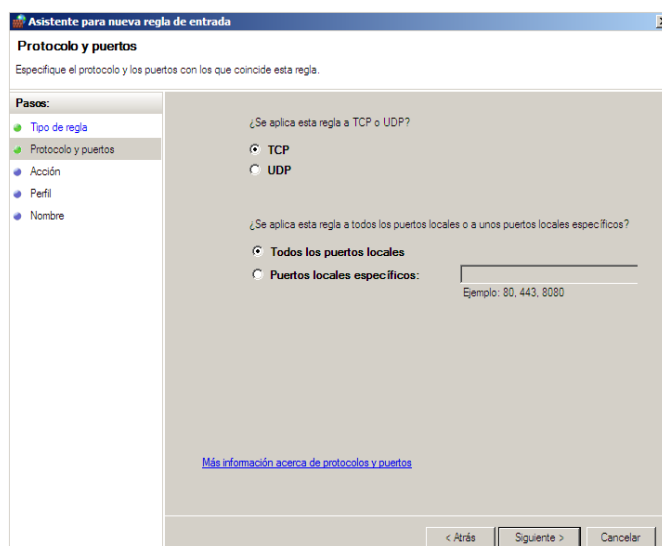 Asistente para nueva regla de entrada
Protocolo y puertos
Especifique el protocolo y los puertos con los que coincide esta regla.
Pasos:
Tipo de regla
Protocolo y puertos
Acción
Perfil
Nombre
¿Se aplica esta regla a TCP o UDP?
TCP
UDP
¿Se aplica esta regla a todos los puertos locales o a unos puertos locales específicos?
Todos los puertos locales
Puertos locales específicos:
Ejemplo: 80, 443, 8080
Más información acerca de protocolos y puertos
< Atrás
Siguiente >
Cancelar